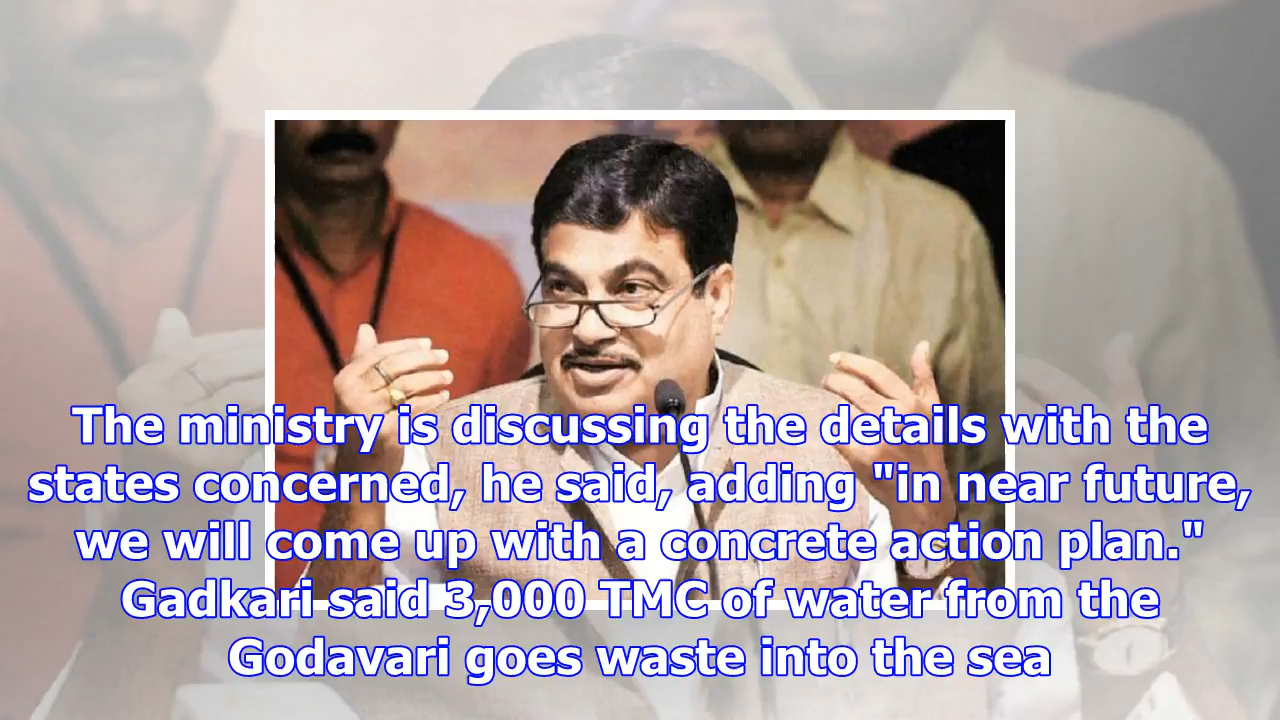 The ministry is discussing the details with the
states concerned, he said, adding "in near future,
we will come up with a concrete action plan."
Gadkari said 3,000 TMC of water from the
Godavari goes waste into the sea